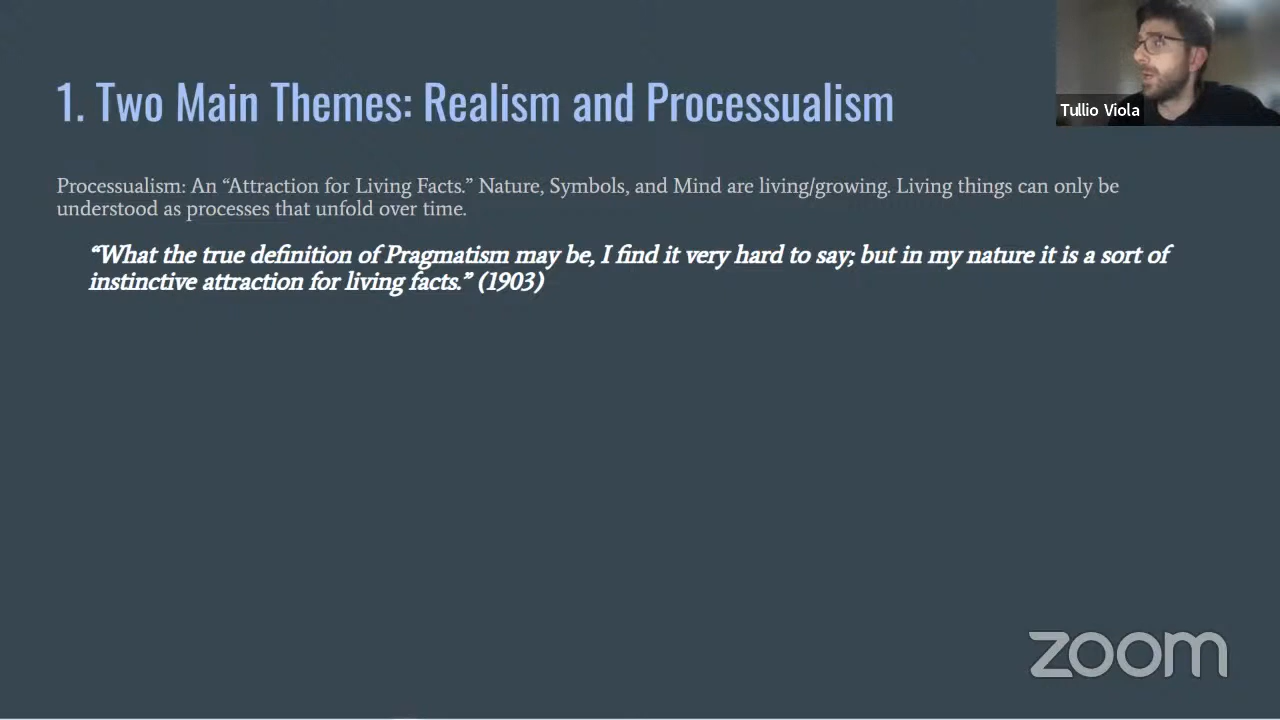 1. Two Main Themes: Realism and Processualism
Tullio Viola
Processualism: An “Attraction for Living Facts.” Nature, Symbols, and Mind are living/growing. Living things can only be
understood as processes that unfold over time.
“What the true definition of Pragmatism may be, I find it very hard to say; but in my nature it is a sort of
instinctive attraction for living facts.” (1903)
zoom